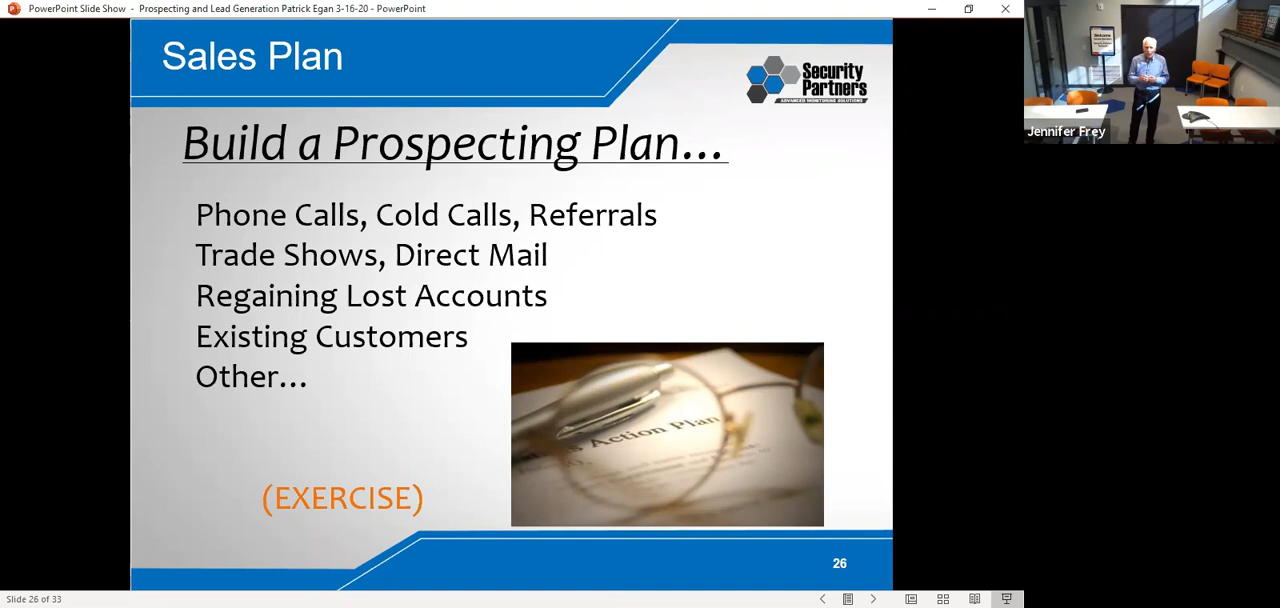 PowerPoint Slide Show - Prospecting and Lead Generation Patrick Egan 3-16-20 - PowerPoint
Sales Plan
Security
Partners
ADVANCED MONITORING SOLUTIONS
Build a Prospecting Plan...
Phone Calls, Cold Calls, Referrals
Trade Shows, Direct Mail
Regaining Lost Accounts
Existing Customers
Other...
Action Plan
(EXERCISE)
26
Slide 26 of 33
Welcome
Jennifer Frey